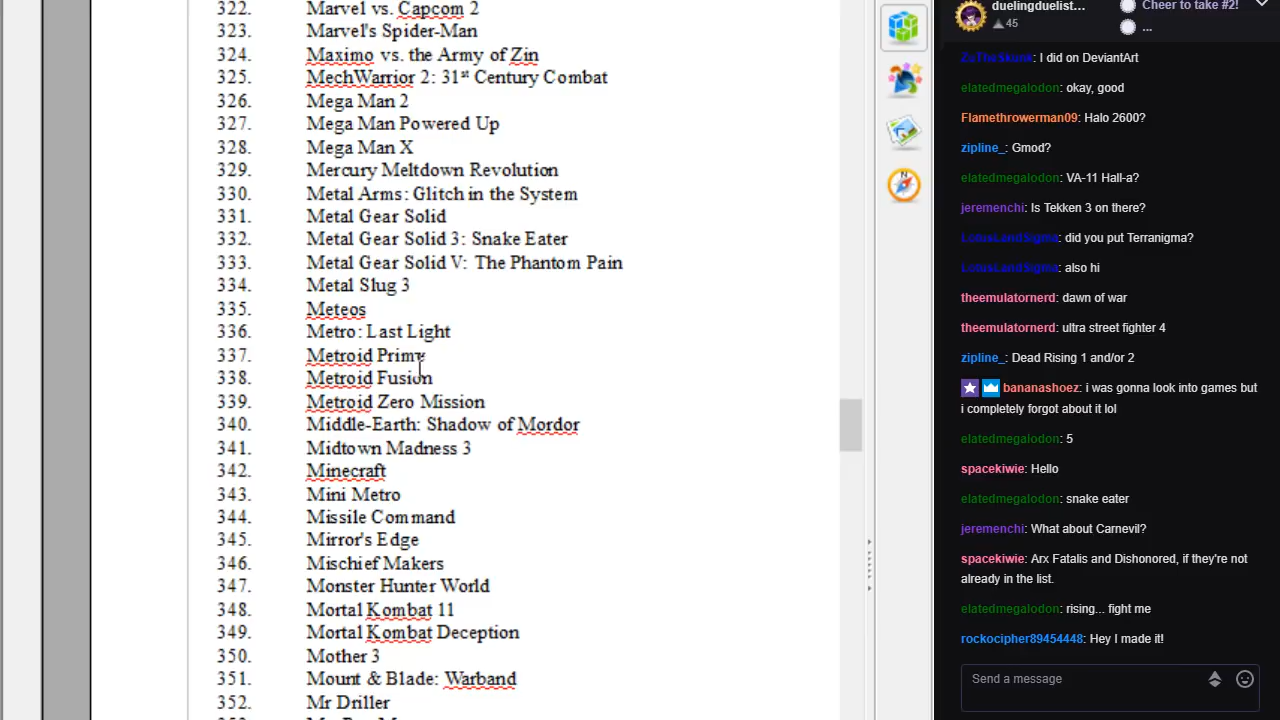 322. Marvel vs. Capcom 2
323. Marvel's Spider-Man
324. Maximo vs. the Army of Zin
325. MechWarrior 2: 31st Century Combat
326. Mega Man 2
327. Mega Man Powered Up
328. Mega Man X
329. Mercury Meltdown Revolution
330. Metal Arms: Glitch in the System
331. Metal Gear Solid
332. Metal Gear Solid 3: Snake Eater
333. Metal Gear Solid V: The Phantom Pain
334. Metal Slug 3
335. Meteos
336. Metro: Last Light
337. Metroid Prime
338. Metroid Fusion
339. Metroid Zero Mission
340. Middle-Earth: Shadow of Mordor
341. Midtown Madness 3
342. Minecraft
343. Mini Metro
344. Missile Command
345. Mirror's Edge
346. Mischief Makers
347. Monster Hunter World
348. Mortal Kombat 11
349. Mortal Kombat Deception
350. Mother 3
351. Mount & Blade: Warband
352. Mr Driller
duelingduelist...
45
Cheer to take #2!
...
: I did on DeviantArt
elatedmegalodon: okay, good
Flamethrowerman09: Halo 2600?
zipline_: Gmod?
elatedmegalodon: VA-11 Hall-a?
jeremenchi: Is Tekken 3 on there?
LotusLandSigma: did you put Terranigma?
LotusLandSigma: also hi
theemulatornerd: dawn of war
theemulatornerd: ultra street fighter 4
zipline_: Dead Rising 1 and/or 2
bananashoez: i was gonna look into games but
i completely forgot about it lol
elatedmegalodon: 5
spacekiwie: Hello
elatedmegalodon: snake eater
jeremenchi: What about Carnevil?
spacekiwie: Arx Fatalis and Dishonored, if they're not
already in the list.
elatedmegalodon: rising... fight me
rockocipher89454448: Hey I made it!
Send a message